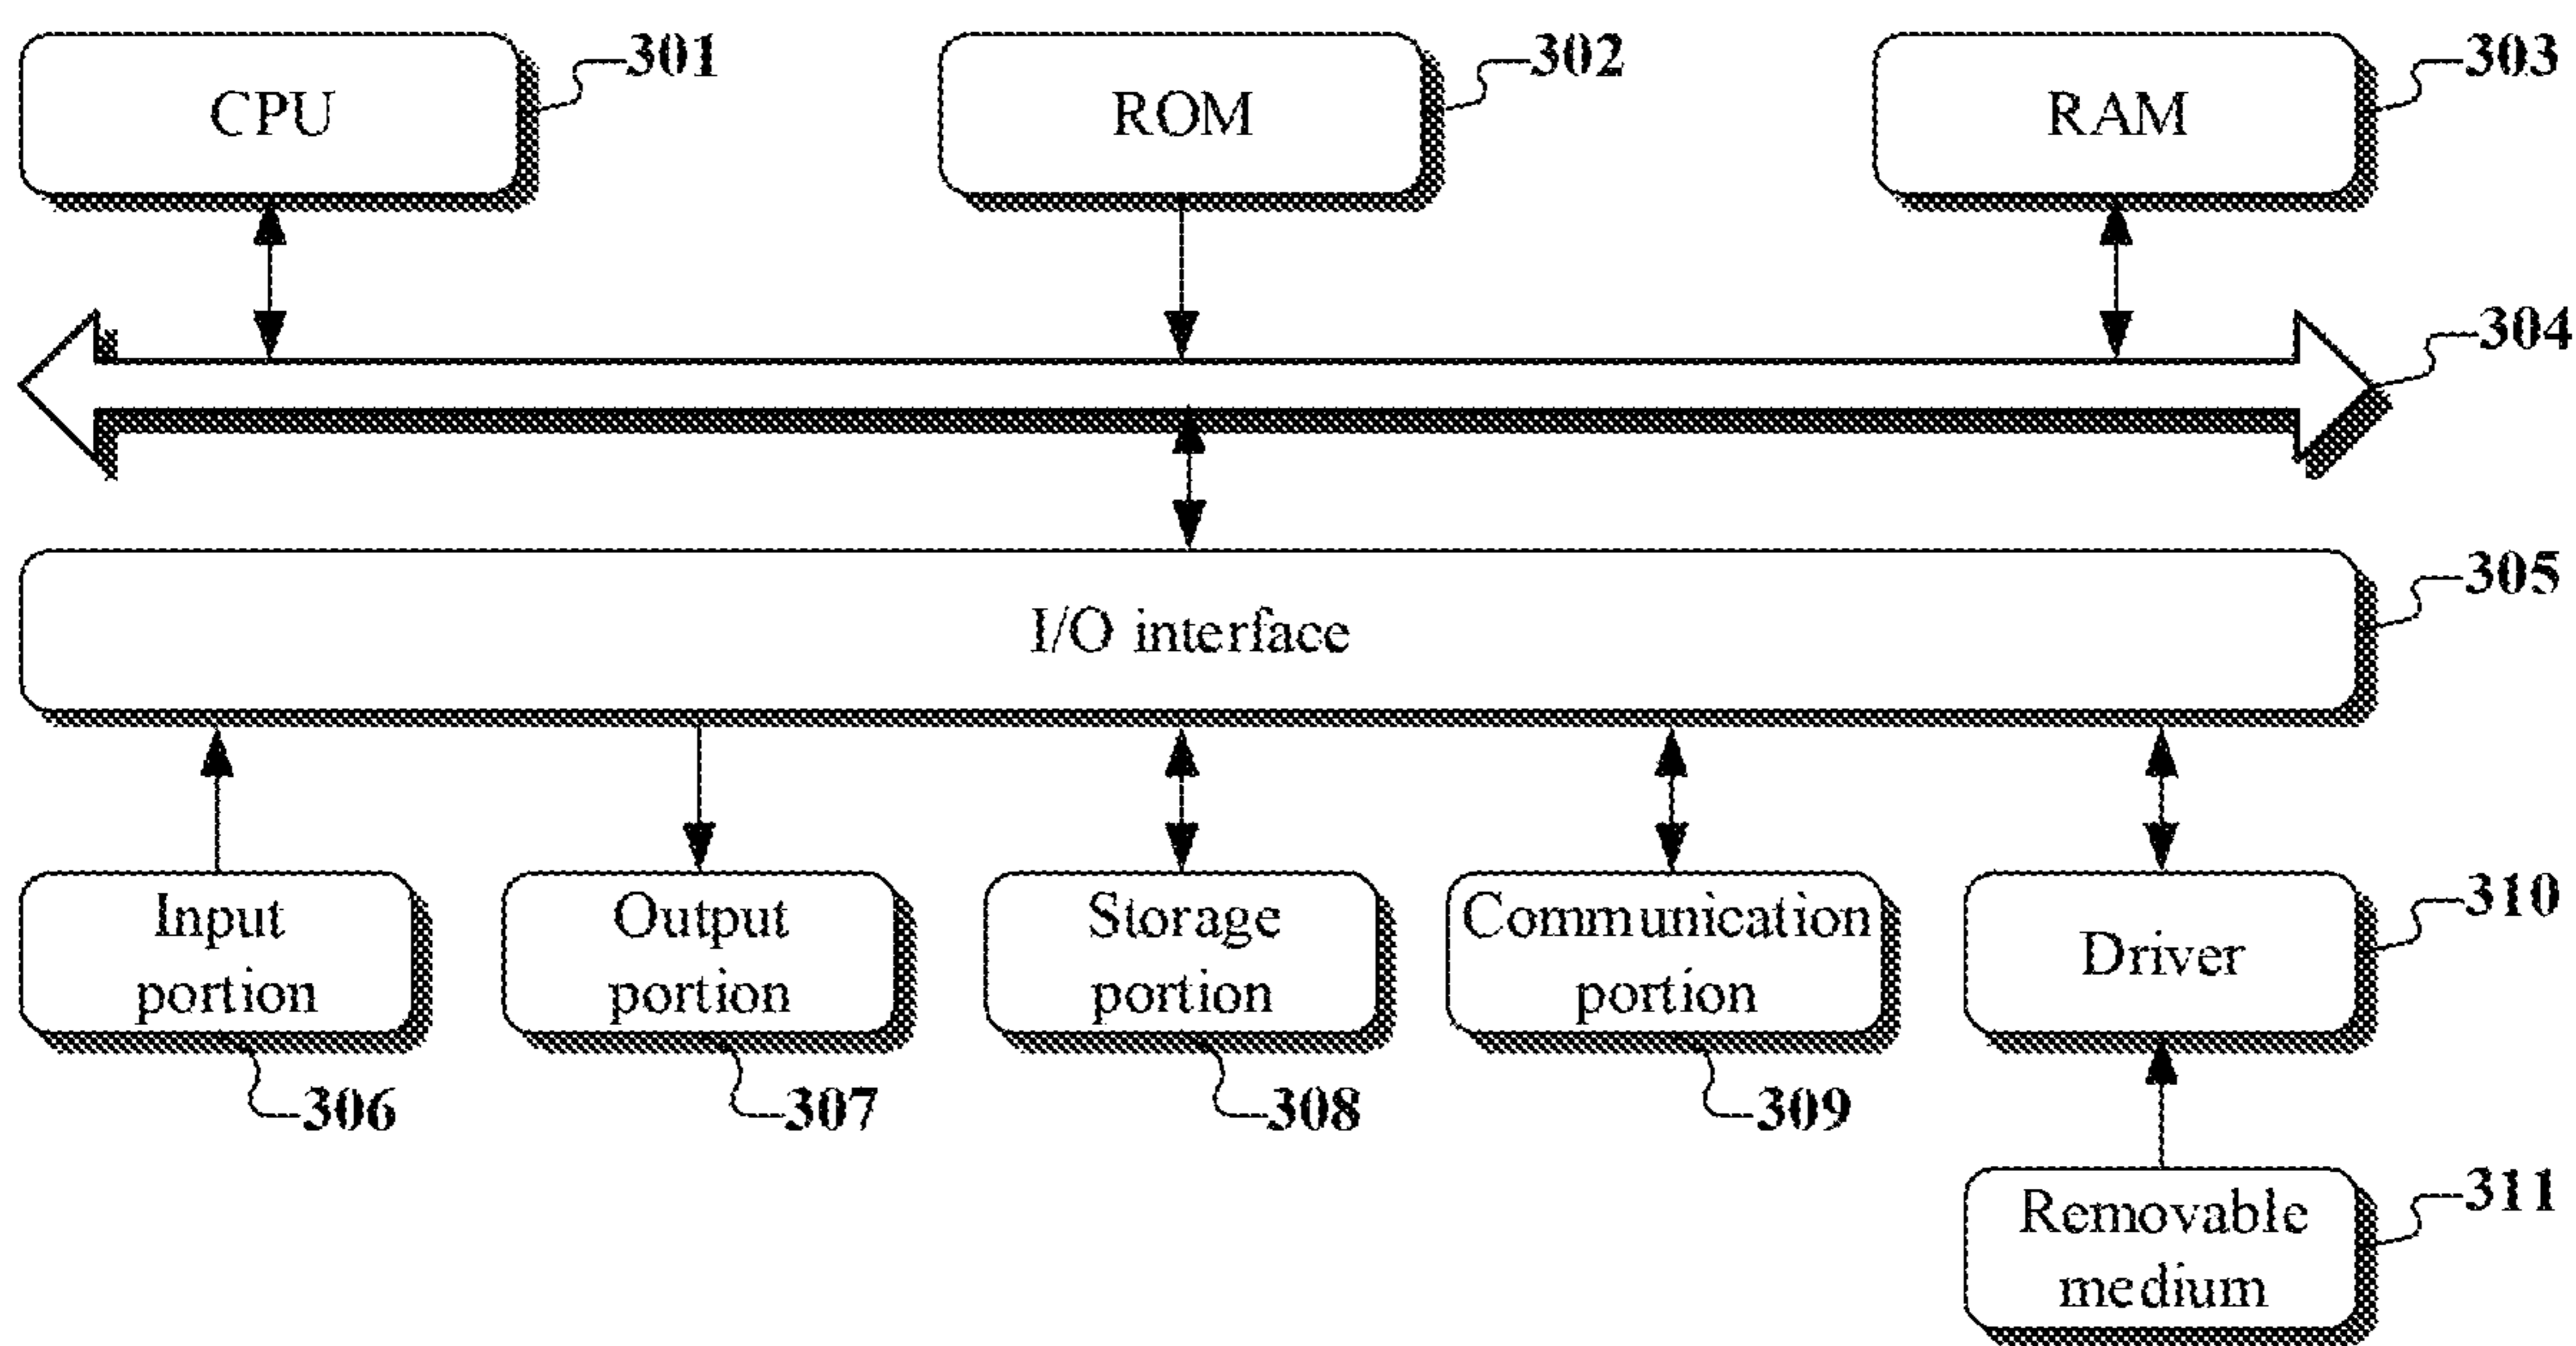 CPU
301
ROM
302
RAM
303
304
I/O interface
305
Input
portion
306
Output
portion
307
Storage
portion
308
Communication
portion
309
Driver
310
Removable
medium
311